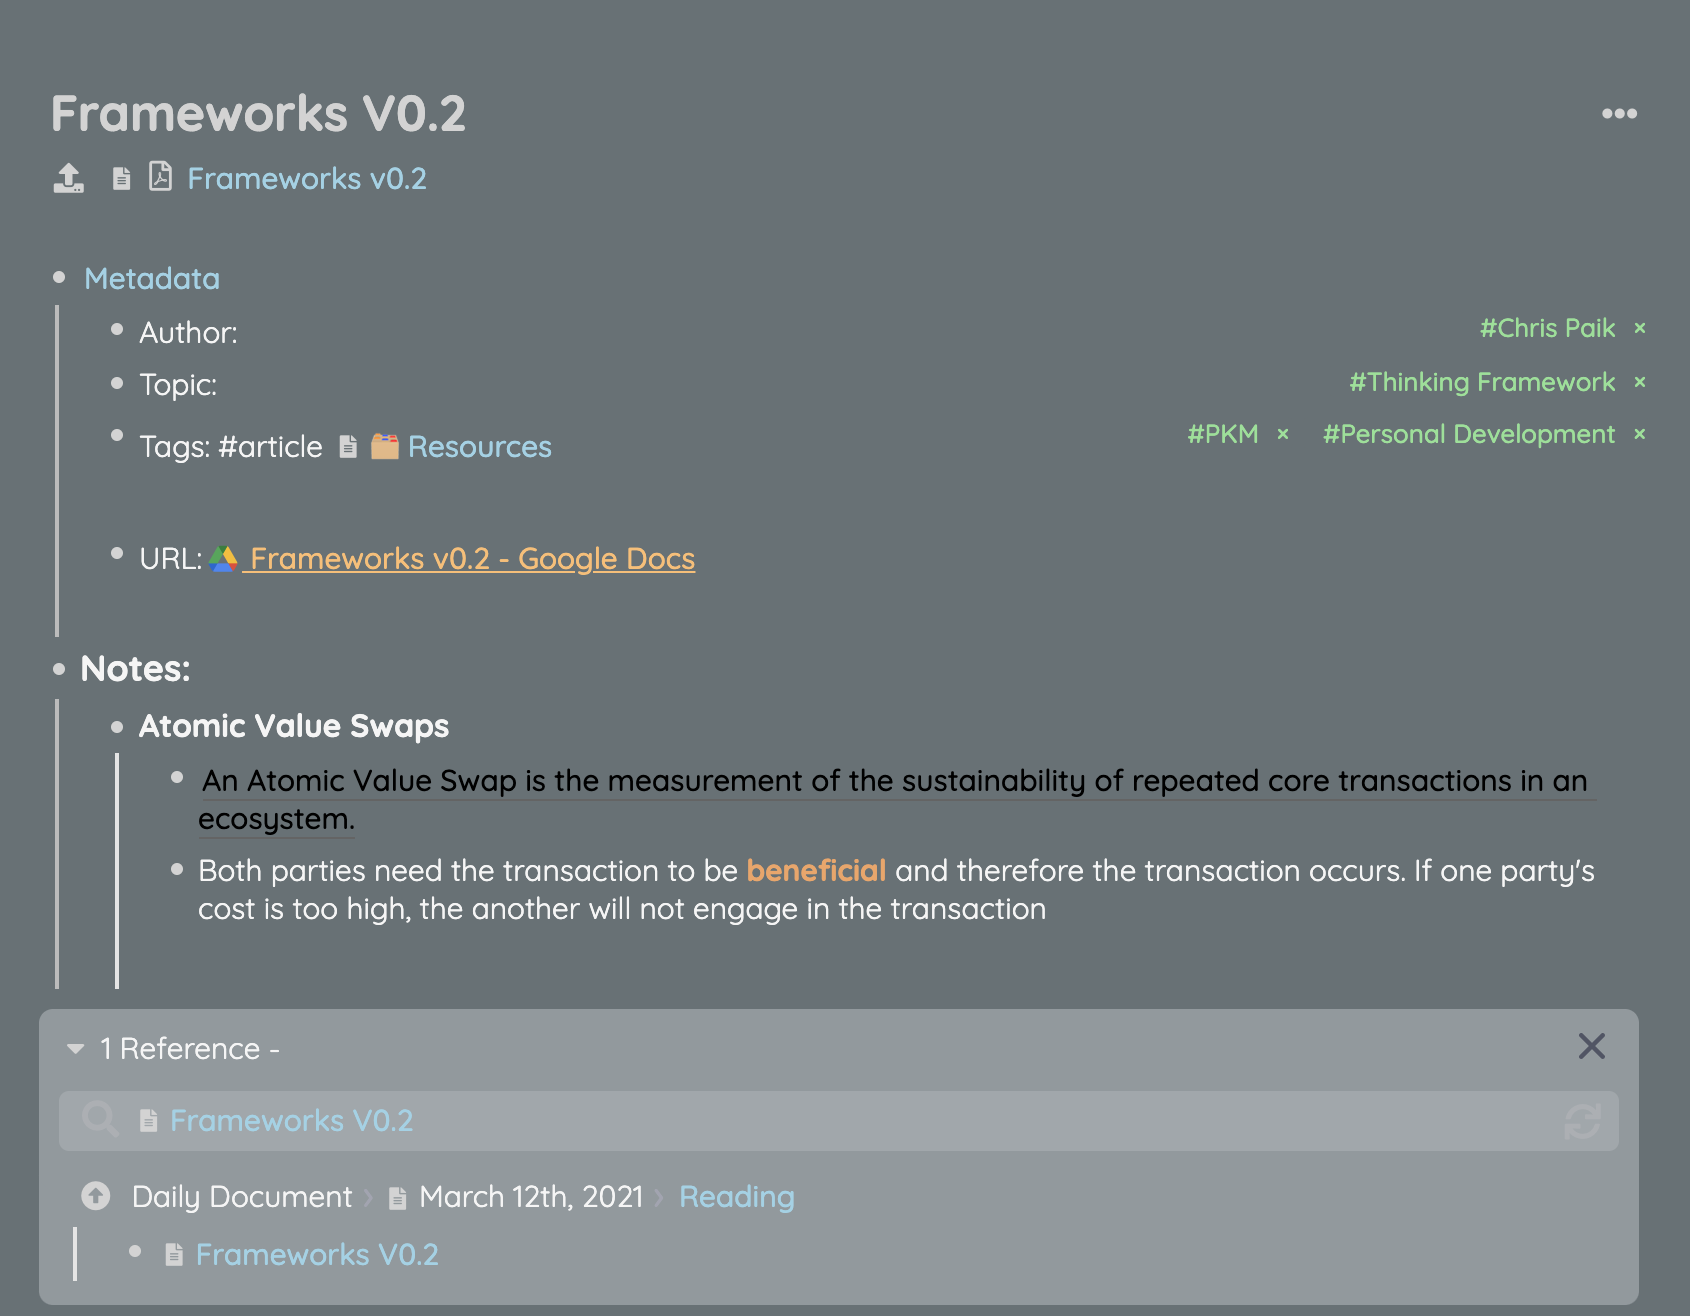 Frameworks V0.2
Frameworks v0.2
Metadata
Author: #Chris Paik ×
Topic: #Thinking Framework ×
Tags: #article Resources #PKM × #Personal Development ×
URL: Frameworks v0.2 - Google Docs
Notes:
Atomic Value Swaps
An Atomic Value Swap is the measurement of the sustainability of repeated core transactions in an
ecosystem.
Both parties need the transaction to be beneficial and therefore the transaction occurs. If one party's
cost is too high, the another will not engage in the transaction
1 Reference -
Frameworks V0.2
Daily Document › March 12th, 2021 › Reading
Frameworks V0.2